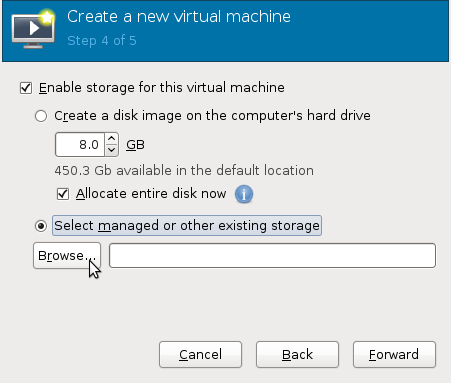 Create a new virtual machine
Step 4 of 5
Enable storage for this virtual machine
Create a disk image on the computer's hard drive
8.0 GB
450.3 Gb available in the default location
Allocate entire disk now
Select managed or other existing storage
Browse...
Cancel Back Forward